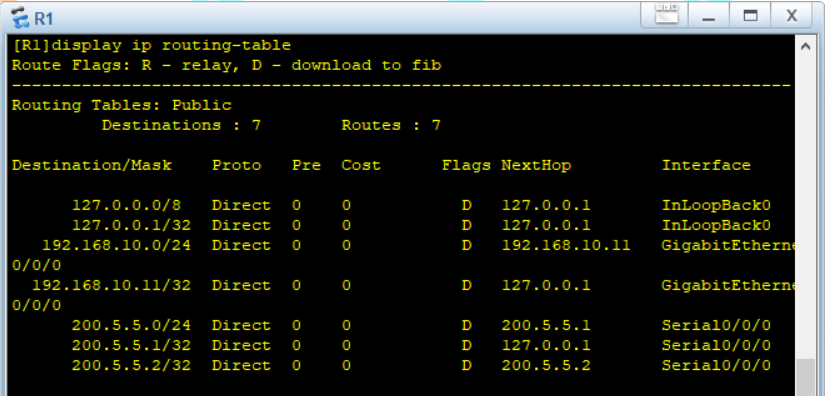 R1
CMD
X
[R1]display ip routing-table
Route Flags: R - relay, D - download to fib
------------------------------------------------------------------------------
Routing Tables: Public
Destinations : 7 Routes : 7
Destination/Mask Proto Pre Cost Flags NextHop Interface
127.0.0.0/8 Direct 0 0 D 127.0.0.1 InLoopBack0
127.0.0.1/32 Direct 0 0 D 127.0.0.1 InLoopBack0
192.168.10.0/24 Direct 0 0 D 192.168.10.11 GigabitEtherne
0/0/0
192.168.10.11/32 Direct 0 0 D 127.0.0.1 GigabitEtherne
0/0/0
200.5.5.0/24 Direct 0 0 D 200.5.5.1 Serial0/0/0
200.5.5.1/32 Direct 0 0 D 127.0.0.1 Serial0/0/0
200.5.5.2/32 Direct 0 0 D 200.5.5.2 Serial0/0/0